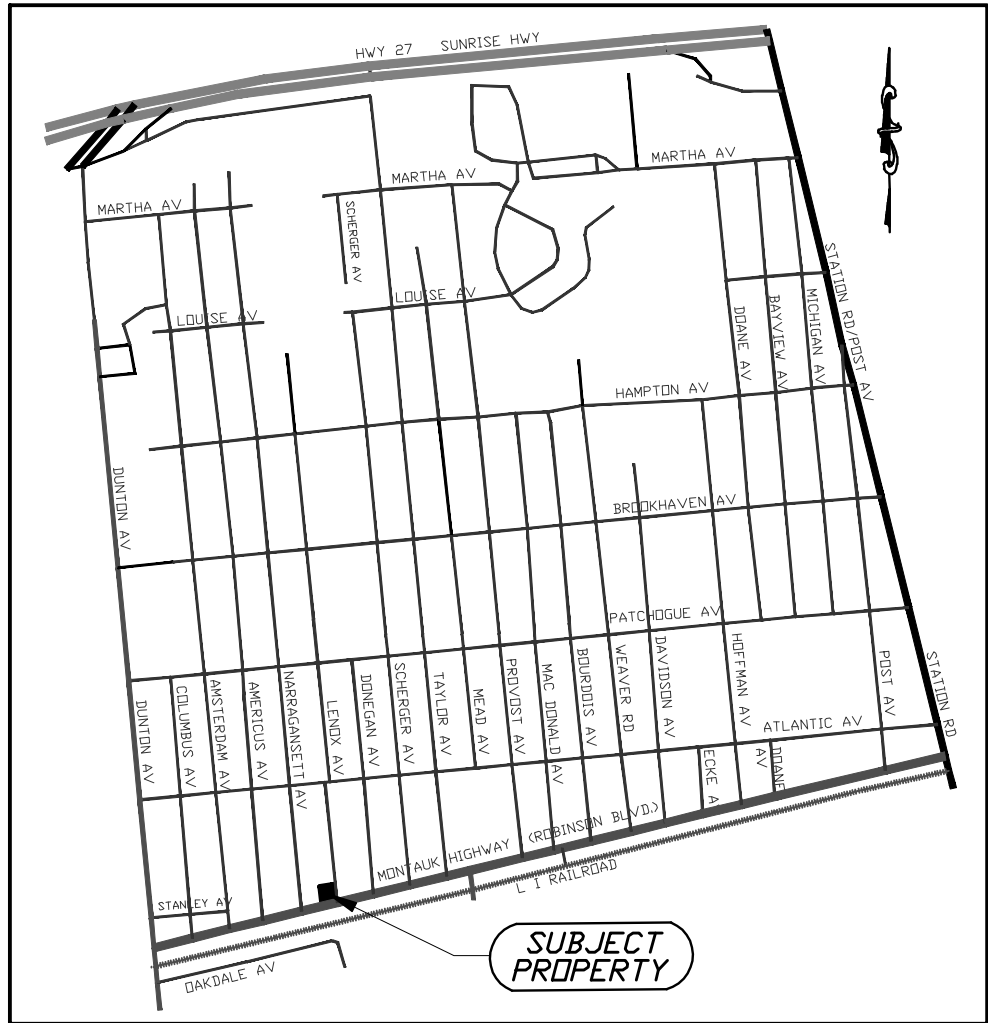 HWY 27 SUNRISE HWY
MARTHA AV
MARTHA AV
MARTHA AV
SCHERGER AV
STATION RD/POST AV
LOUISE AV
LOUISE AV
DOANE AV
BAYVIEW AV
MICHIGAN AV
HAMPTON AV
DUNTON AV
BROOKHAVEN AV
PATCHOGUE AV
DUNTON AV
COLUMBUS AV
AMSTERDAM AV
AMERICUS AV
NARRAGANSETT AV
LENOX AV
DONEGAN AV
SCHERGER AV
TAYLOR AV
MEAD AV
PROVOST AV
MAC DONALD AV
BOURDOIS AV
WEAVER RD
DAVIDSON AV
HOFFMAN AV
POST AV
STATION RD
ATLANTIC AV
ECKE A
DOANE AV
MONTAUK HIGHWAY (ROBINSON BLVD.)
L I RAILROAD
STANLEY AV
OAKDALE AV
SUBJECT
PROPERTY